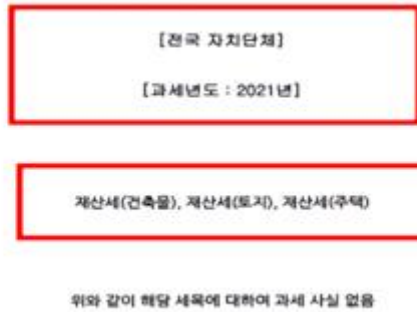 [전국 자치단체]
[과세년도 : 2021년]
재산세(건축물), 재산세(토지), 재산세(주택)
위와 같이 해당 세목에 대하여 과세 사실 없음